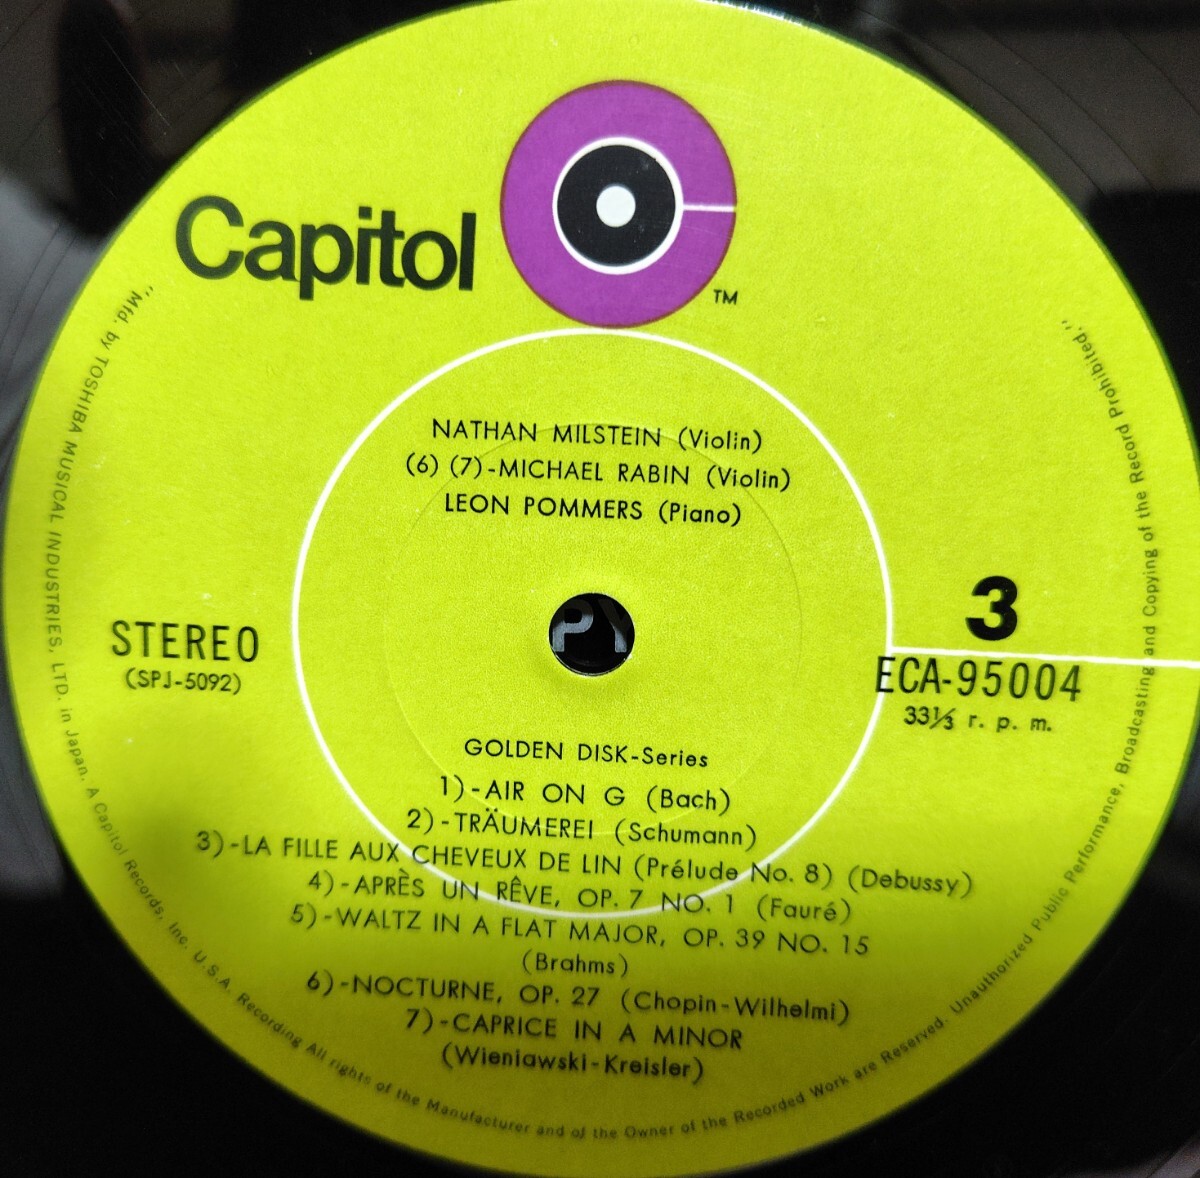 Capitol
TM
NATHAN MILSTEIN (Violin)
(6) (7)-MICHAEL RABIN (Violin)
LEON POMMERS (Piano)
STEREO
(SPJ-5092)
3
ECA-95004
33⅓ r. p. m.
PY
GOLDEN DISK-Series
1)-AIR ON G (Bach)
2)-TRÄUMEREI (Schumann)
3)-LA FILLE AUX CHEVEUX DE LIN (Prélude No. 8) (Debussy)
4)-APRÈS UN RÊVE, OP. 7 NO. 1 (Fauré)
5)-WALTZ IN A FLAT MAJOR, OP. 39 NO. 15
(Brahms)
6)-NOCTURNE, OP. 27 (Chopin-Wilhelmi)
7)-CAPRICE IN A MINOR
(Wieniawski-Kreisler)
"Mfd. by TOSHIBA MUSICAL INDUSTRIES, LTD. in Japan. A Capitol Records, Inc. U.S.A. Recording All rights of the Manufacturer and of the Owner of the Recorded Work are Reserved. Unauthorized Public Performance, Broadcasting and Copying of the Record Prohibited."